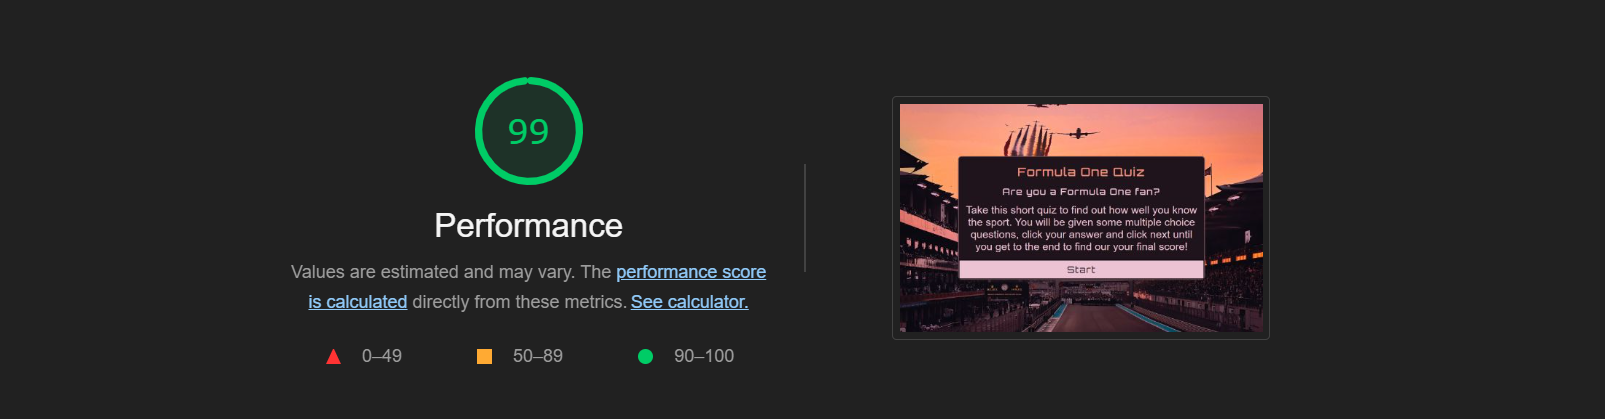 99
Performance
Values are estimated and may vary. The performance score
is calculated directly from these metrics. See calculator.
0–49
50–89
90–100
Formula One Quiz
Are you a Formula One fan?
Take this short quiz to find out how well you know
the sport. You will be given some multiple choice
questions, click your answer and click next until
you get to the end to find our your final score!
Start